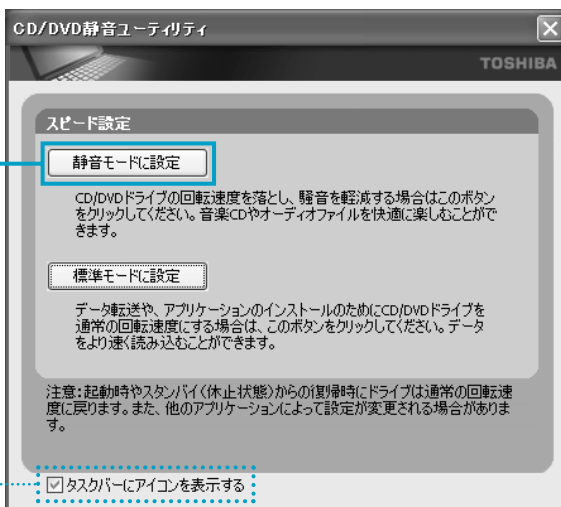 CD/DVD静音ユーティリティ
TOSHIBA
スピード設定
静音モードに設定
CD/DVDドライブの回転速度を落とし、騒音を軽減する場合はこのボタン
をクリックしてください。音楽CDやオーディオファイルを快適に楽しむことがで
きます。
標準モードに設定
データ転送や、アプリケーションのインストールのためにCD/DVDドライブを
通常の回転速度にする場合は、このボタンをクリックしてください。データ
をより速く読み込むことができます。
注意:起動時やスタンバイ(休止状態)からの復帰時にドライブは通常の回転速
度に戻ります。また、他のアプリケーションによって設定が変更される場合がありま
す。
タスクバーにアイコンを表示する